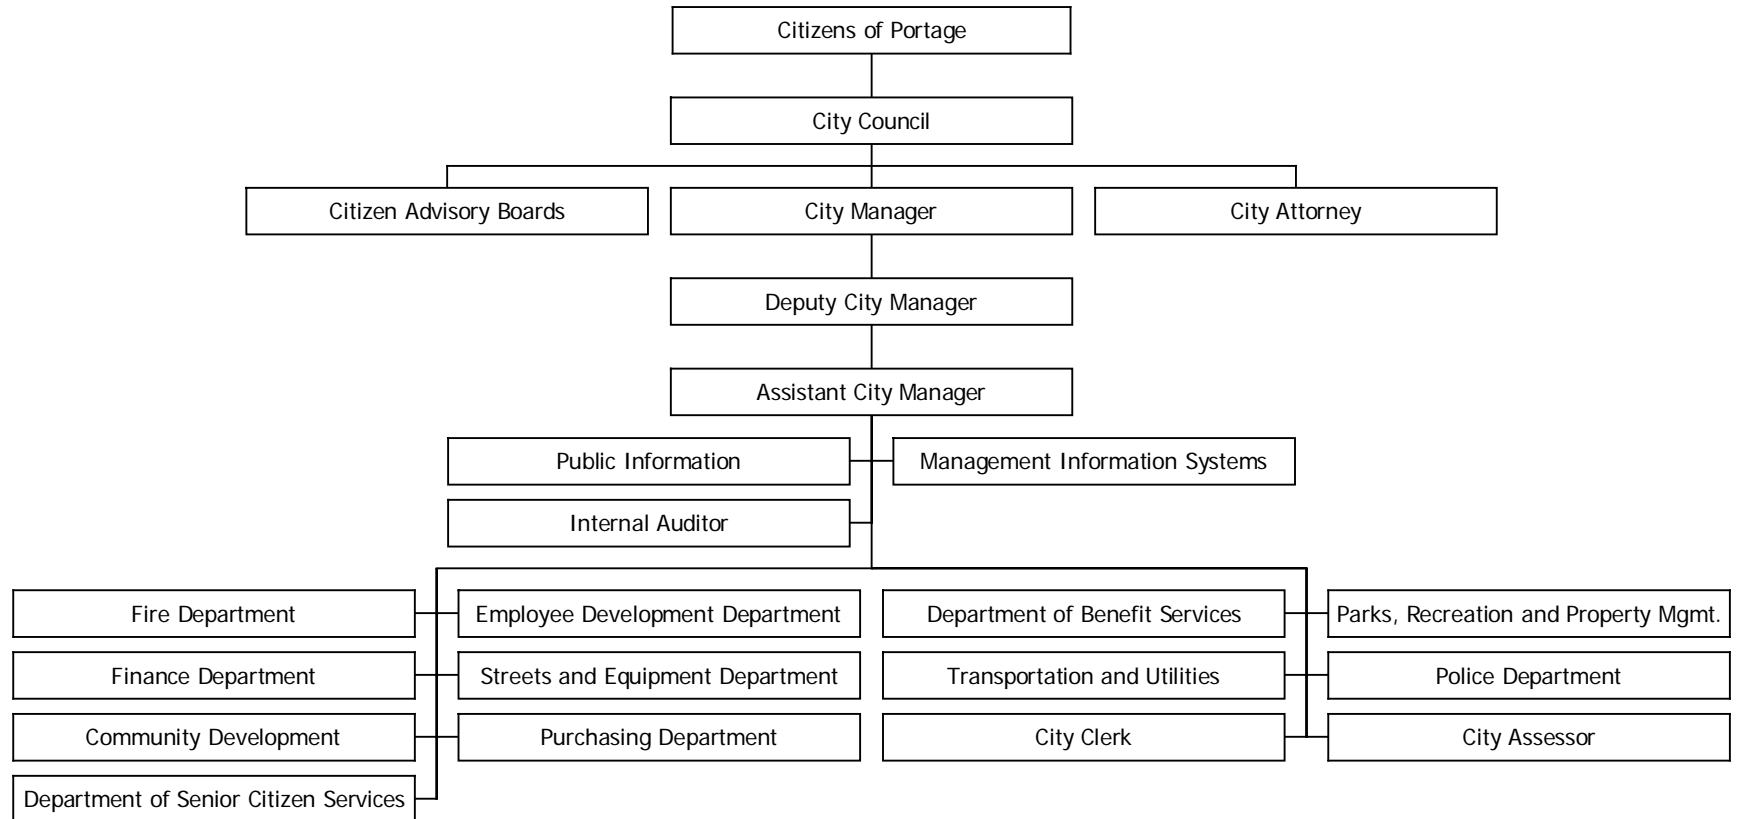 Citizens of Portage
City Council
Citizen Advisory Boards
City Manager
City Attorney
Deputy City Manager
Assistant City Manager
Public Information
Management Information Systems
Internal Auditor
Fire Department
Employee Development Department
Department of Benefit Services
Parks, Recreation and Property Mgmt.
Finance Department
Streets and Equipment Department
Transportation and Utilities
Police Department
Community Development
Purchasing Department
City Clerk
City Assessor
Department of Senior Citizen Services